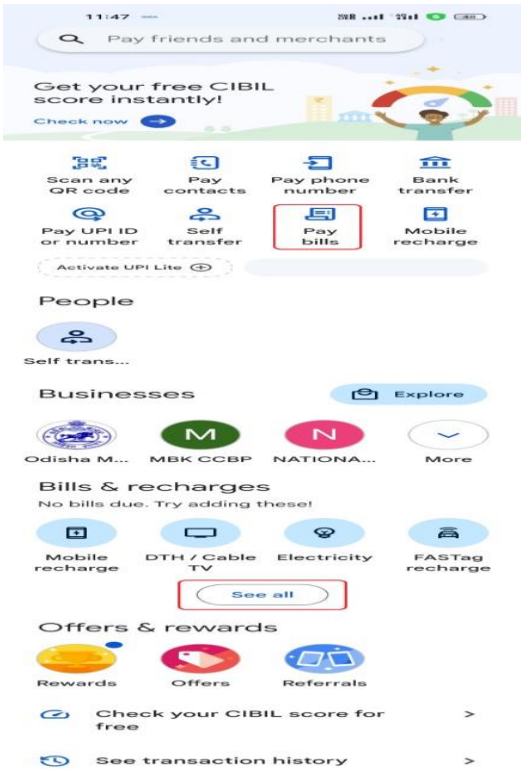 11:47
Pay friends and merchants
Get your free CIBIL
score instantly!
Check now
Scan any QR code
Pay contacts
Pay phone number
Bank transfer
Pay UPI ID or number
Self transfer
Pay bills
Mobile recharge
Activate UPI Lite
People
Self trans...
Businesses
Explore
M
N
Odisha M...
MBK CCBP
NATIONA...
More
Bills & recharges
No bills due. Try adding these!
Mobile recharge
DTH / Cable TV
Electricity
FASTag recharge
See all
Offers & rewards
Rewards
Offers
Referrals
Check your CIBIL score for
free
See transaction history